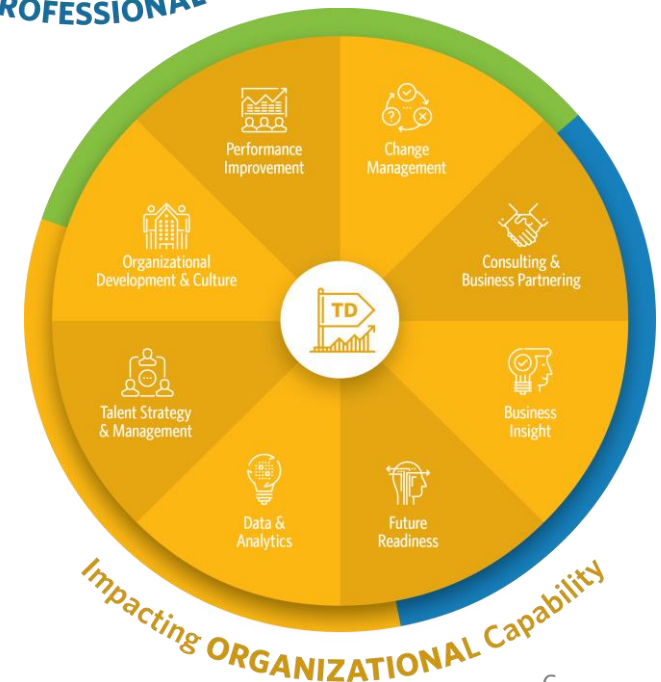 PROFESSIONAL
Performance
Improvement
Change
Management
Organizational
Development & Culture
Consulting &
Business Partnering
TD
Talent Strategy
& Management
Business
Insight
Data &
Analytics
Future
Readiness
Impacting ORGANIZATIONAL Capability